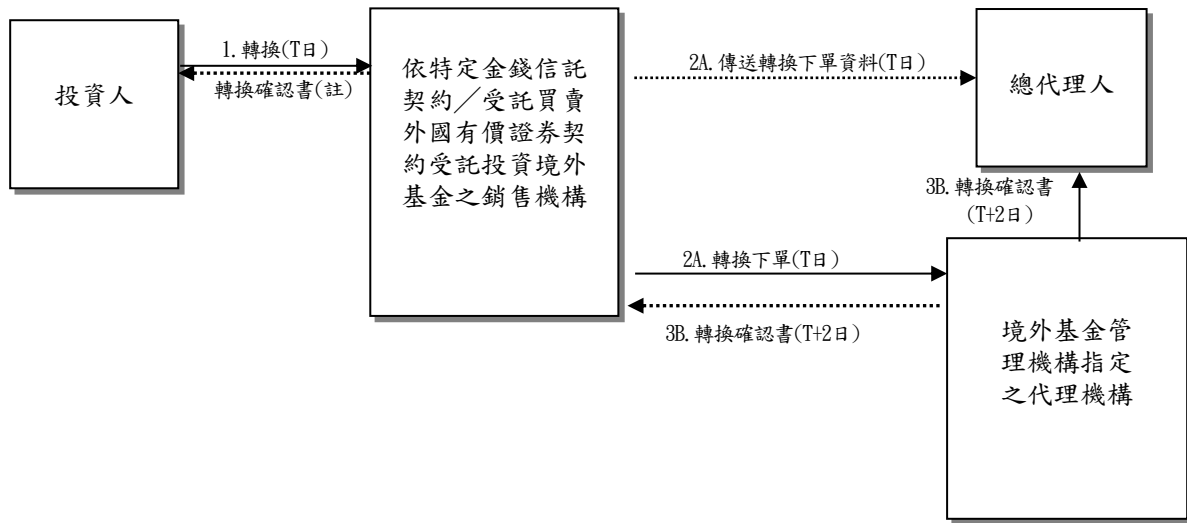 投資人
1.轉換(T日)
轉換確認書(註)
依特定金錢信託
契約╱受託買賣
外國有價證券契
約受託投資境外
基金之銷售機構
2A.傳送轉換下單資料(T日)
總代理人
3B.轉換確認書
(T+2日)
2A.轉換下單(T日)
3B.轉換確認書(T+2日)
境外基金管
理機構指定
之代理機構